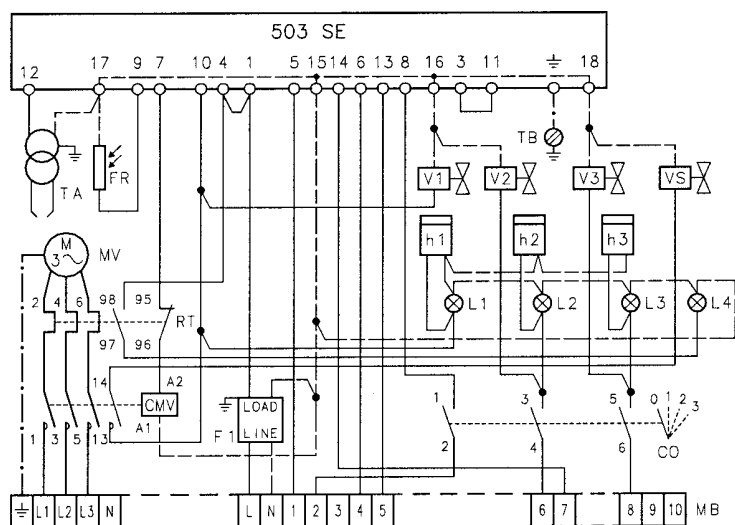 503 SE
12 17 9 7 10 4 1 5 15 14 6 13 8 16 3 11 18
TA FR TB
V1 V2 V3 VS
h1 h2 h3
M
3
MV
2 4 6 98 95
L1 L2 L3 L4
RT
97 96
14 A2
CMV
A1
LOAD
LINE
F1
1 3 5 13
1 3 5 0 1 2 3
2 4 6 CO
L1 L2 L3 N L N 1 2 3 4 5 6 7 8 9 10 MB